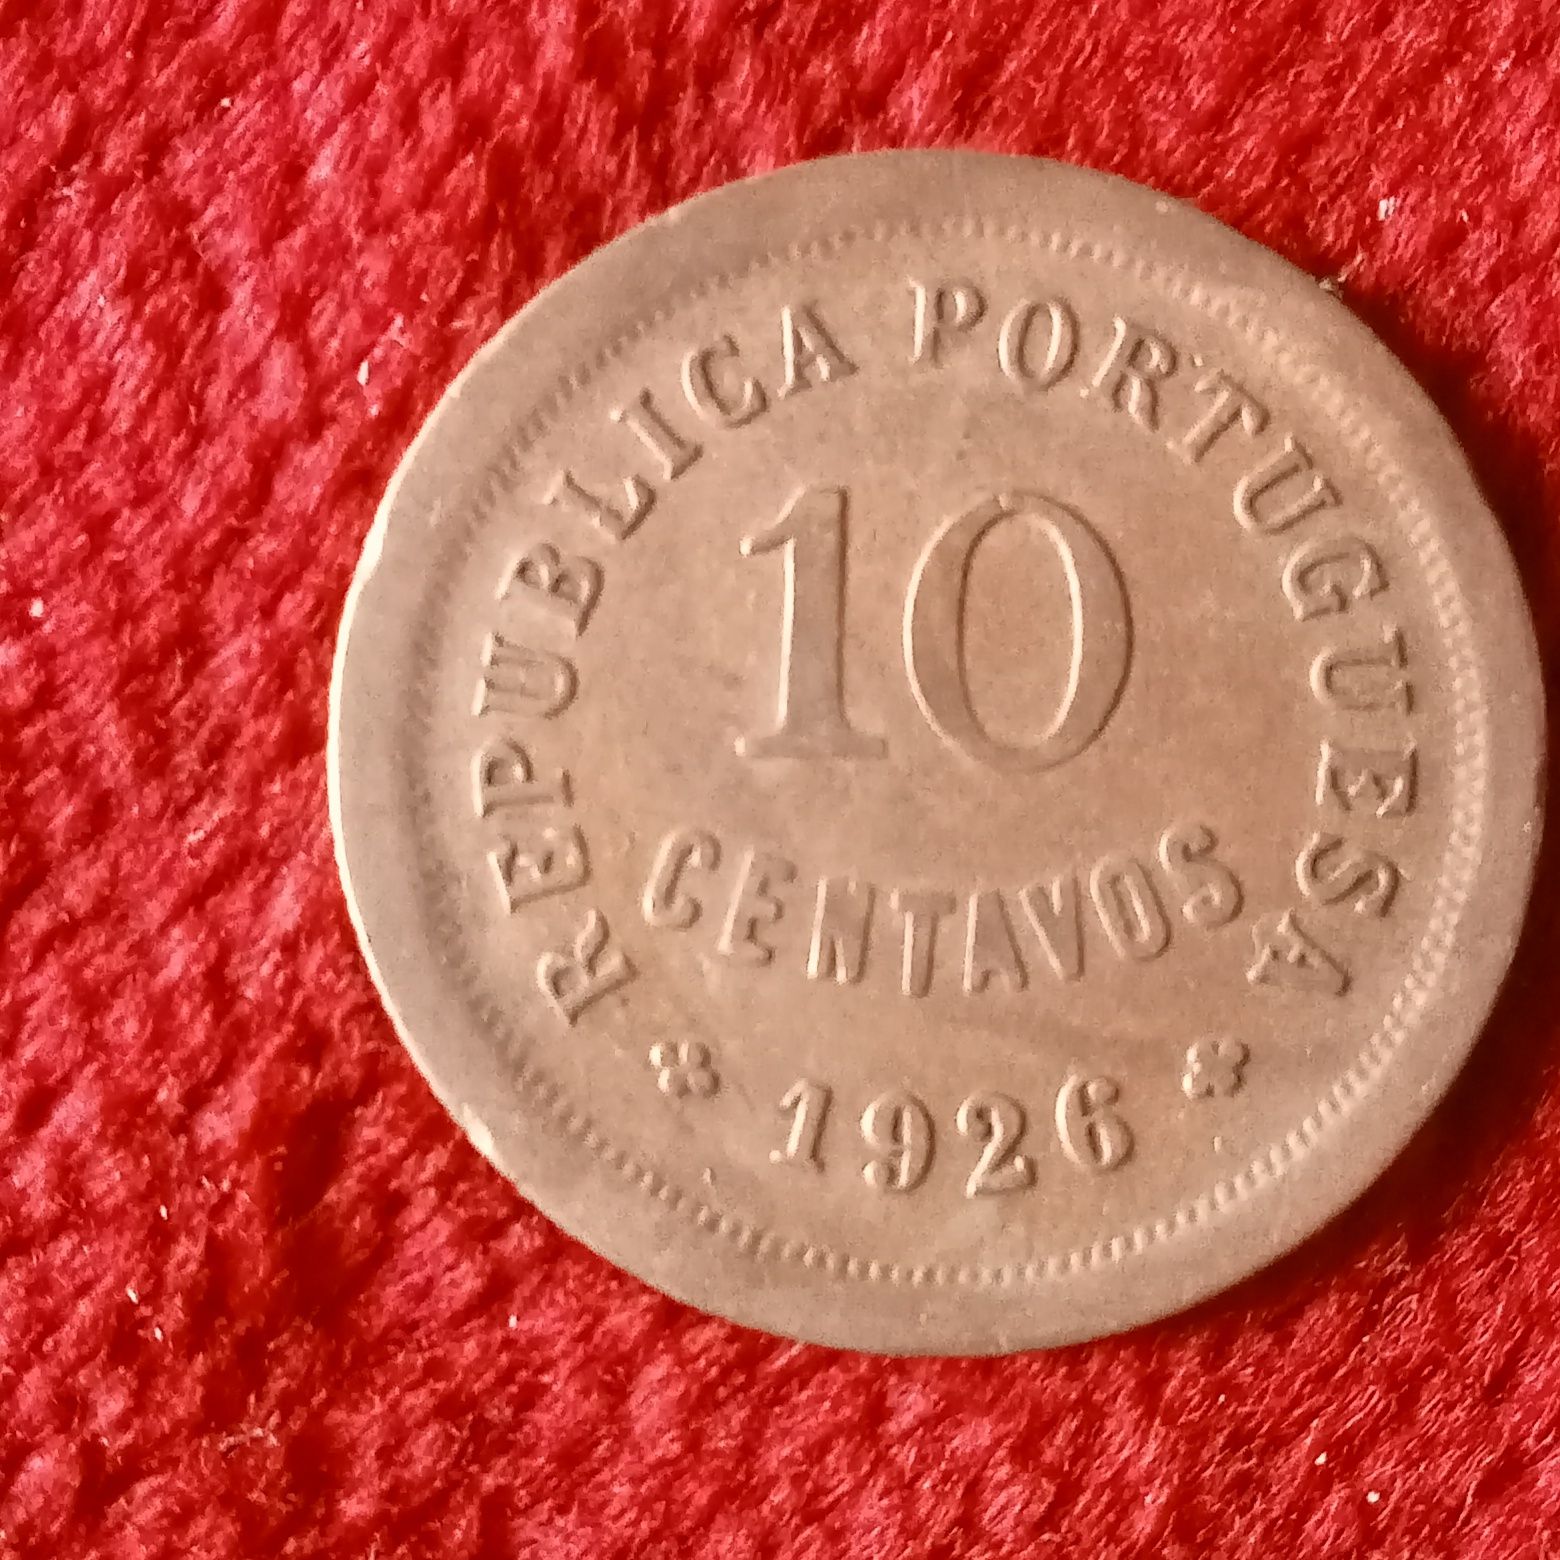 REPUBLICA PORTUGUESA
10
CENTAVOS
* 1926 *